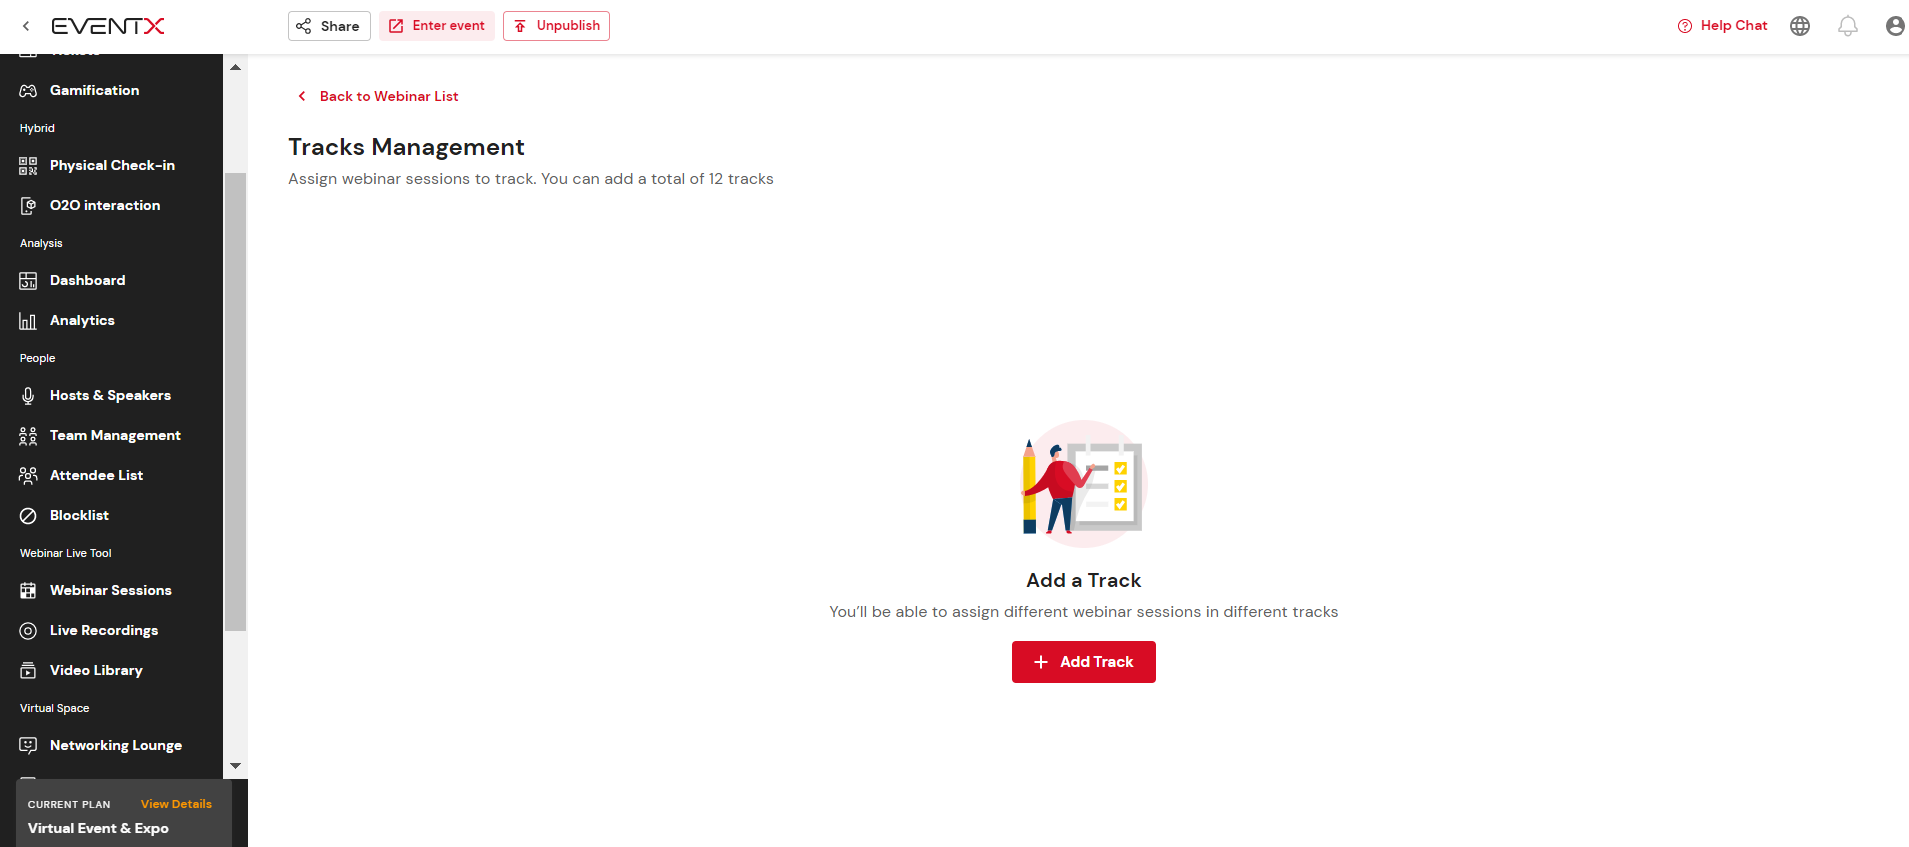 EVENTX
Share
Enter event
Unpublish
Help Chat
Tickets
Gamification
Hybrid
Physical Check-in
O2O interaction
Analysis
Dashboard
Analytics
People
Hosts & Speakers
Team Management
Attendee List
Blocklist
Webinar Live Tool
Webinar Sessions
Live Recordings
Video Library
Virtual Space
Networking Lounge
CURRENT PLAN View Details
Virtual Event & Expo
Back to Webinar List
Tracks Management
Assign webinar sessions to track. You can add a total of 12 tracks
Add a Track
You’ll be able to assign different webinar sessions in different tracks
Add Track